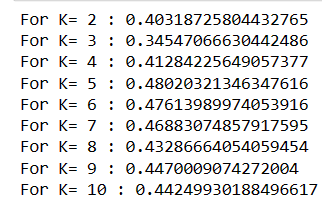 For K= 2 : 0.40318725804432765
For K= 3 : 0.34547066630442486
For K= 4 : 0.41284225649057377
For K= 5 : 0.48020321346347616
For K= 6 : 0.47613989974053916
For K= 7 : 0.46883074857917595
For K= 8 : 0.43286664054059454
For K= 9 : 0.4470009074272004
For K= 10 : 0.44249930188496617